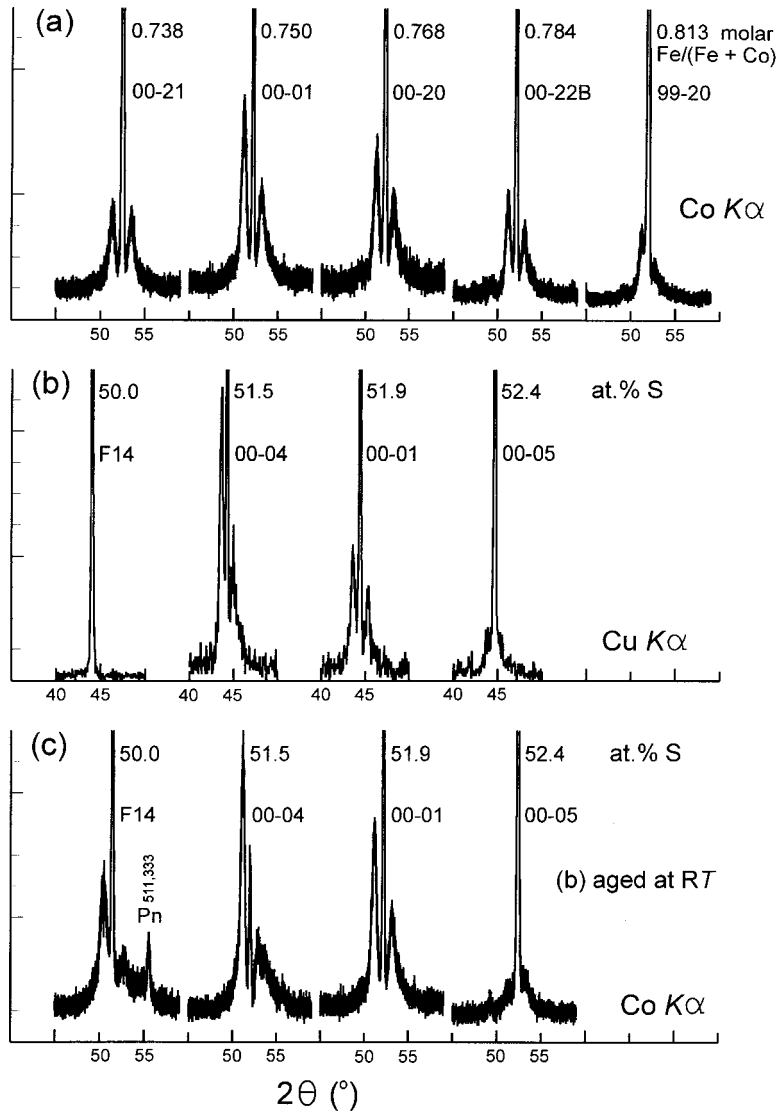 (a)
0.738 0.750 0.768 0.784 0.813 molar
Fe/(Fe + Co)
00-21 00-01 00-20 00-22B 99-20
Co Kα
50 55 50 55 50 55 50 55 50 55
(b)
50.0 51.5 51.9 52.4 at.% S
F14 00-04 00-01 00-05
Cu Kα
40 45 40 45 40 45 40 45
(c)
50.0 51.5 51.9 52.4 at.% S
F14 00-04 00-01 00-05
511,333
Pn
(b) aged at RT
Co Kα
50 55 50 55 50 55 50 55
2θ (°)